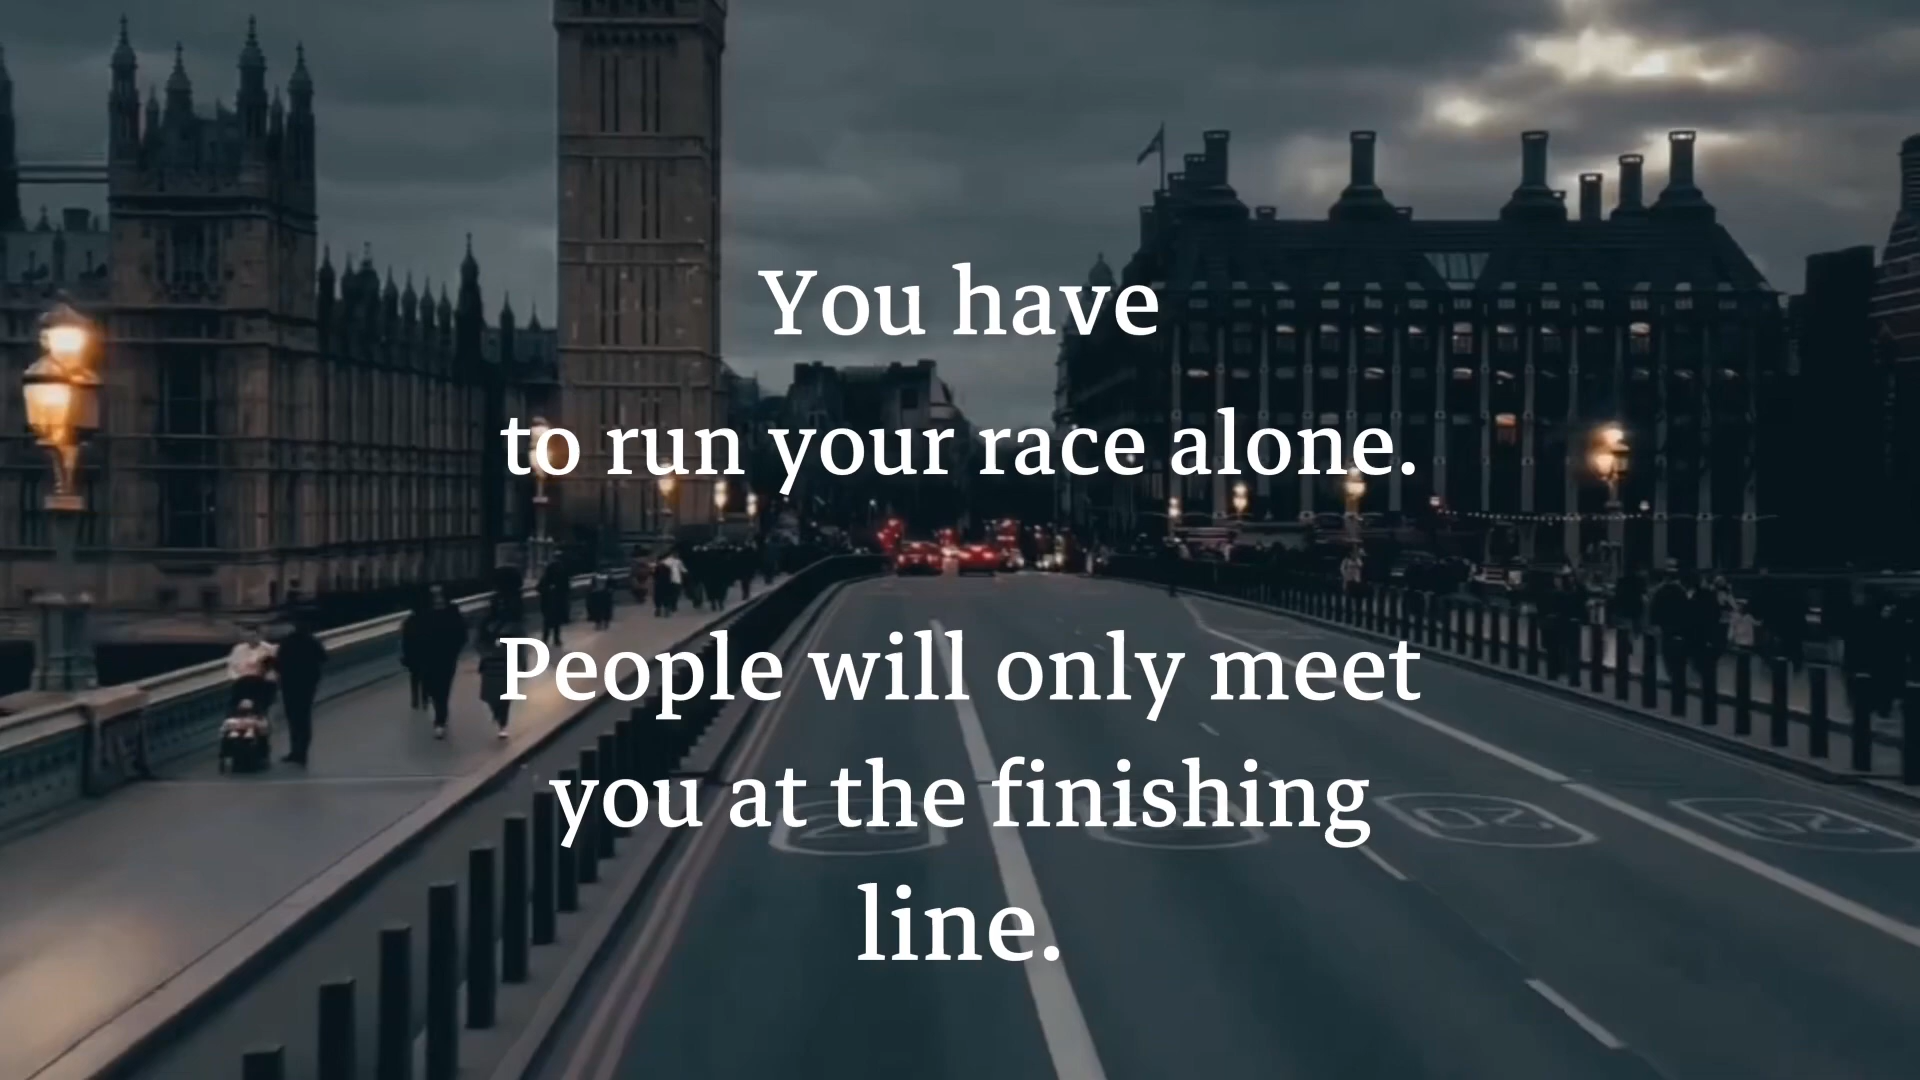 You have
to run your race alone.
People will only meet
you at the finishing
line.